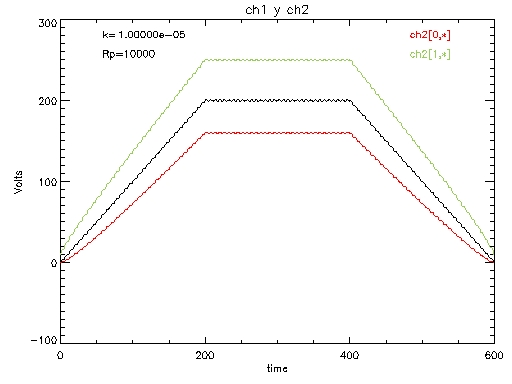 ch1 y ch2
300
k= 1.00000e-05
ch2[0,*]
Rp=10000
ch2[1,*]
200
Volts
100
0
-100
0
200
400
600
time